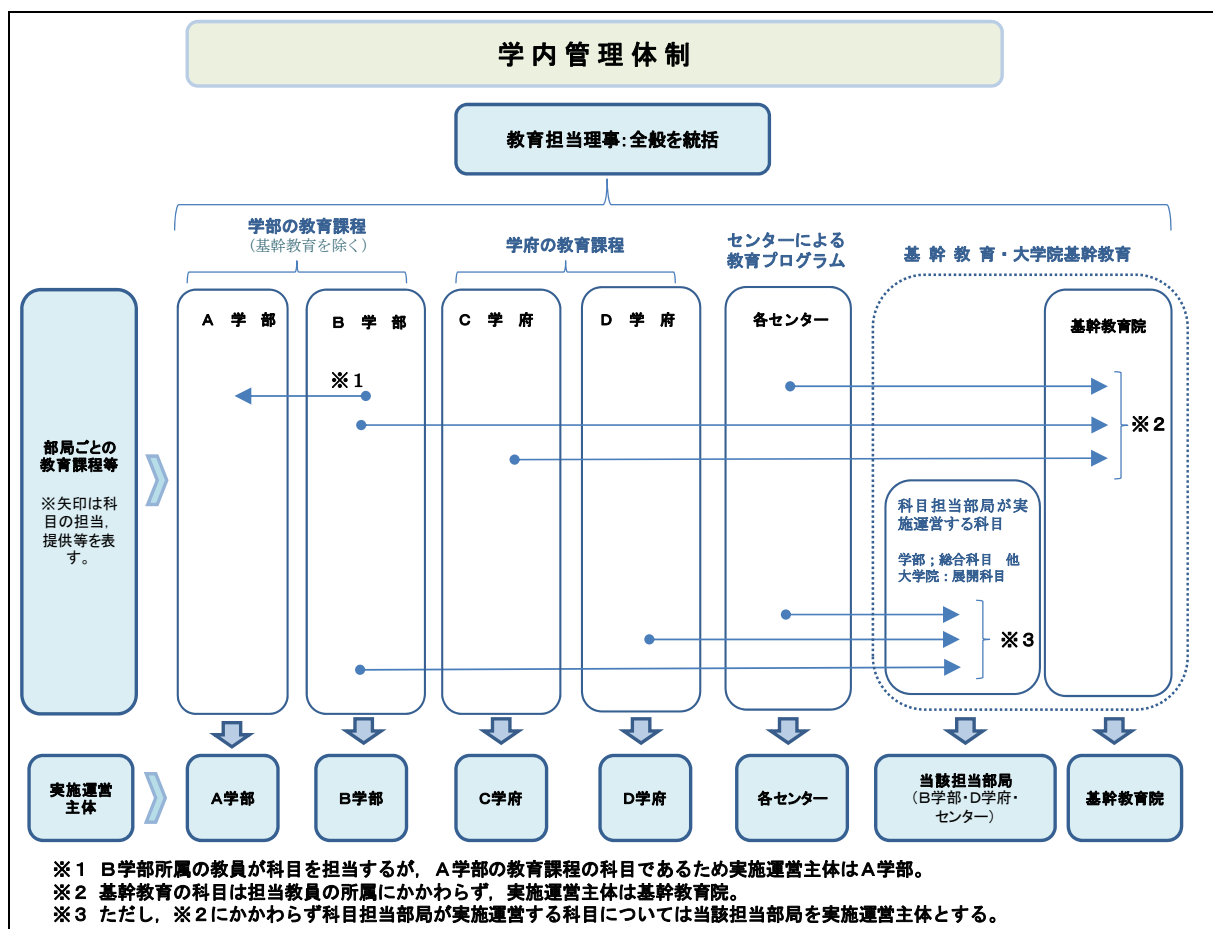 学内管理体制
教育担当理事：全般を統括
学部の教育課程
（基幹教育を除く）
学府の教育課程
センターによる
教育プログラム
基 幹 教 育・大学院基幹教育
A 学 部
B 学 部
C 学 府
D 学 府
各センター
基幹教育院
※1
※2
部局ごとの
教育課程等
※矢印は科
目の担当，
提供等を表
す。
科目担当部局が実
施運営する科目
学部；総合科目 他
大学院：展開科目
※3
実施運営
主体
A学部
B学部
C学府
D学府
各センター
当該担当部局
（B学部・D学府・
センター）
基幹教育院
※1 B学部所属の教員が科目を担当するが，A学部の教育課程の科目であるため実施運営主体はA学部。
※2 基幹教育の科目は担当教員の所属にかかわらず，実施運営主体は基幹教育院。
※3 ただし，※2にかかわらず科目担当部局が実施運営する科目については当該担当部局を実施運営主体とする。